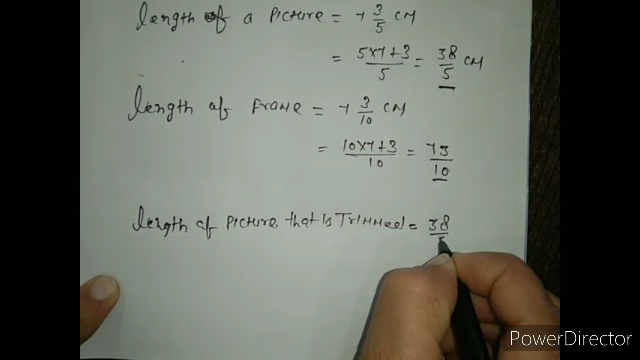 length of a picture = 7 3/5 cm
= 5×7+3/5 = 38/5 cm
length of Frame = 7 3/10 cm
= 10×7+3/10 = 73/10
length of picture that is Trimmed = 38/5
PowerDirector